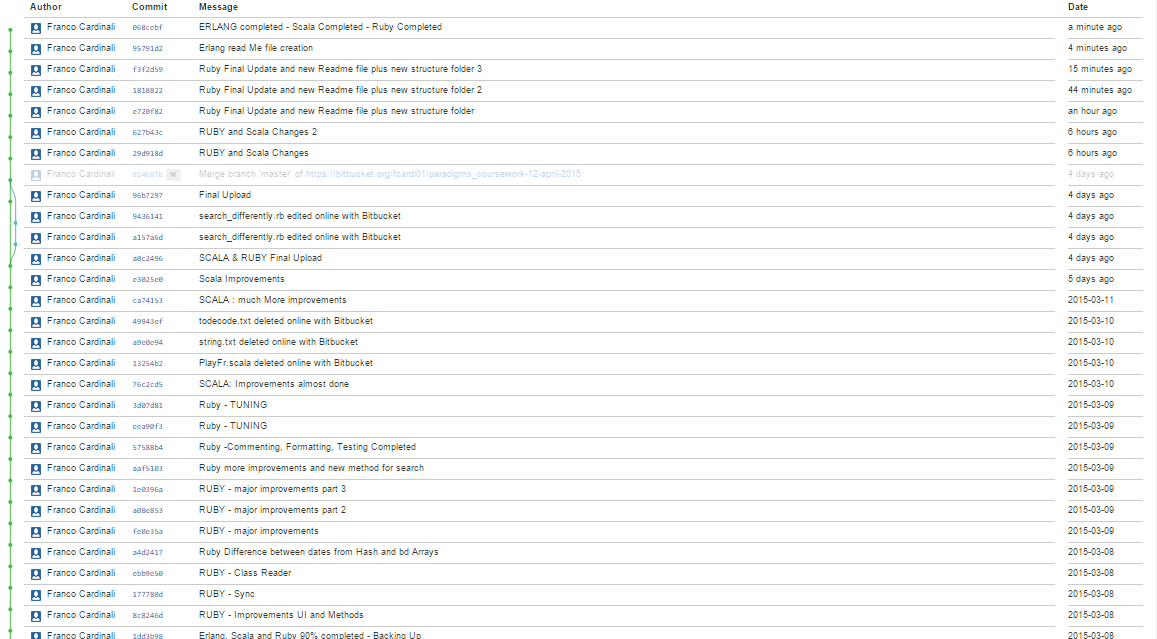 Author Commit Message Date
Franco Cardinali 068cebf ERLANG completed - Scala Completed - Ruby Completed a minute ago
Franco Cardinali 95791d2 Erlang read Me file creation 4 minutes ago
Franco Cardinali f3f2d59 Ruby Final Update and new Readme file plus new structure folder 3 15 minutes ago
Franco Cardinali 1818822 Ruby Final Update and new Readme file plus new structure folder 2 44 minutes ago
Franco Cardinali e720f82 Ruby Final Update and new Readme file plus new structure folder an hour ago
Franco Cardinali 627b43c RUBY and Scala Changes 2 6 hours ago
Franco Cardinali 29d918d RUBY and Scala Changes 6 hours ago
Franco Cardinali M Merge branch 'master' of https://bitbucket.org/fcardi01/paradigms_coursework-12-april-2015 4 days ago
Franco Cardinali 96b7297 Final Upload 4 days ago
Franco Cardinali 9436141 search_differently.rb edited online with Bitbucket 4 days ago
Franco Cardinali a157a6d search_differently.rb edited online with Bitbucket 4 days ago
Franco Cardinali a0c2496 SCALA & RUBY Final Upload 4 days ago
Franco Cardinali e3025e0 Scala Improvements 5 days ago
Franco Cardinali ca74153 SCALA : much More improvements 2015-03-11
Franco Cardinali 49943ef todecode.txt deleted online with Bitbucket 2015-03-10
Franco Cardinali a9e0e94 string.txt deleted online with Bitbucket 2015-03-10
Franco Cardinali 13254b2 PlayFr.scala deleted online with Bitbucket 2015-03-10
Franco Cardinali 76c2cd5 SCALA: Improvements almost done 2015-03-10
Franco Cardinali 3d07d81 Ruby - TUNING 2015-03-09
Franco Cardinali eea90f3 Ruby - TUNING 2015-03-09
Franco Cardinali 57588b4 Ruby -Commenting, Formatting, Testing Completed 2015-03-09
Franco Cardinali aaf5103 Ruby more improvements and new method for search 2015-03-09
Franco Cardinali 1e0396a RUBY - major improvements part 3 2015-03-09
Franco Cardinali a08e853 RUBY - major improvements part 2 2015-03-09
Franco Cardinali fe0e35a RUBY - major improvements 2015-03-09
Franco Cardinali a4d2417 Ruby Difference between dates from Hash and bd Arrays 2015-03-08
Franco Cardinali ebb9e50 RUBY - Class Reader 2015-03-08
Franco Cardinali 177780d RUBY - Sync 2015-03-08
Franco Cardinali 8c8246d RUBY - Improvements UI and Methods 2015-03-08
Franco Cardinali 1dd3b98 Erlang, Scala and Ruby 90% completed - Backing Up 2015-03-08